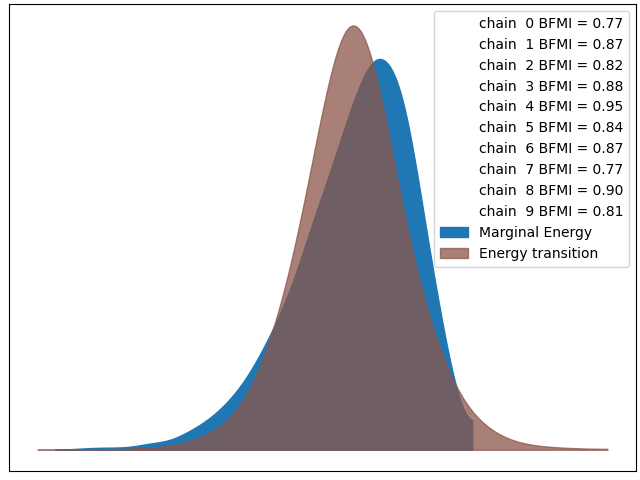 chain  0 BFMI = 0.77
chain  1 BFMI = 0.87
chain  2 BFMI = 0.82
chain  3 BFMI = 0.88
chain  4 BFMI = 0.95
chain  5 BFMI = 0.84
chain  6 BFMI = 0.87
chain  7 BFMI = 0.77
chain  8 BFMI = 0.90
chain  9 BFMI = 0.81
Marginal Energy
Energy transition